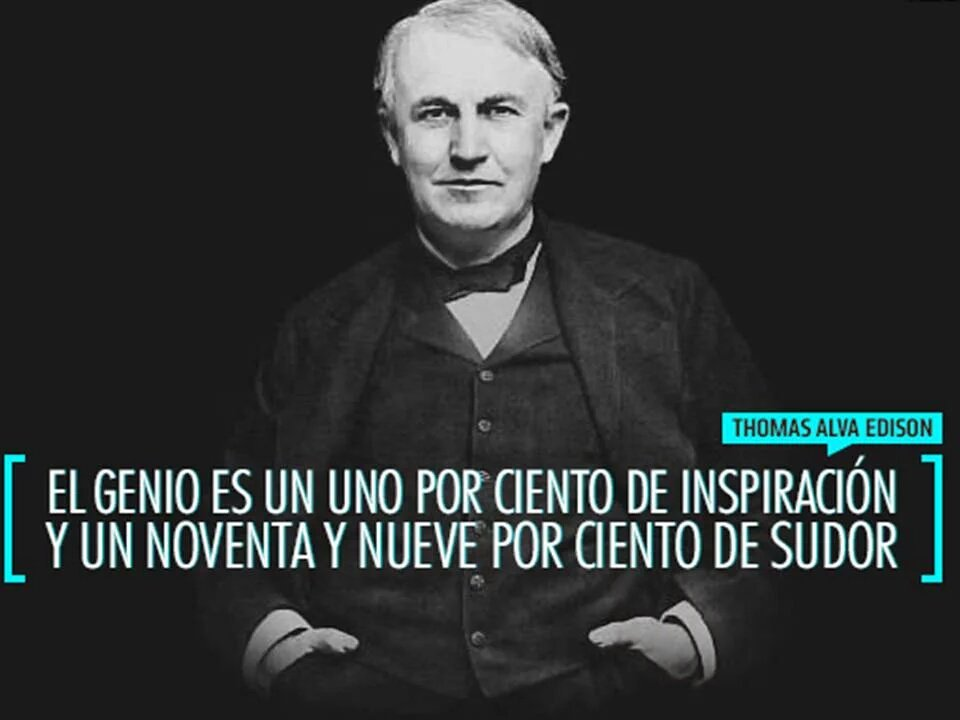 THOMAS ALVA EDISON
EL GENIO ES UN UNO POR CIENTO DE INSPIRACIÓN
Y UN NOVENTA Y NUEVE POR CIENTO DE SUDOR